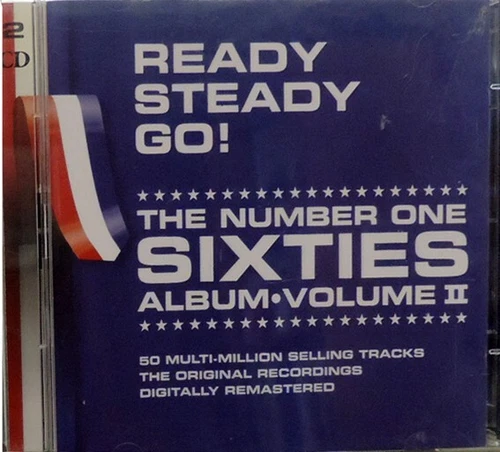 2
CD
READY
STEADY
GO!
THE NUMBER ONE
SIXTIES
ALBUM•VOLUME II
50 MULTI-MILLION SELLING TRACKS
THE ORIGINAL RECORDINGS
DIGITALLY REMASTERED